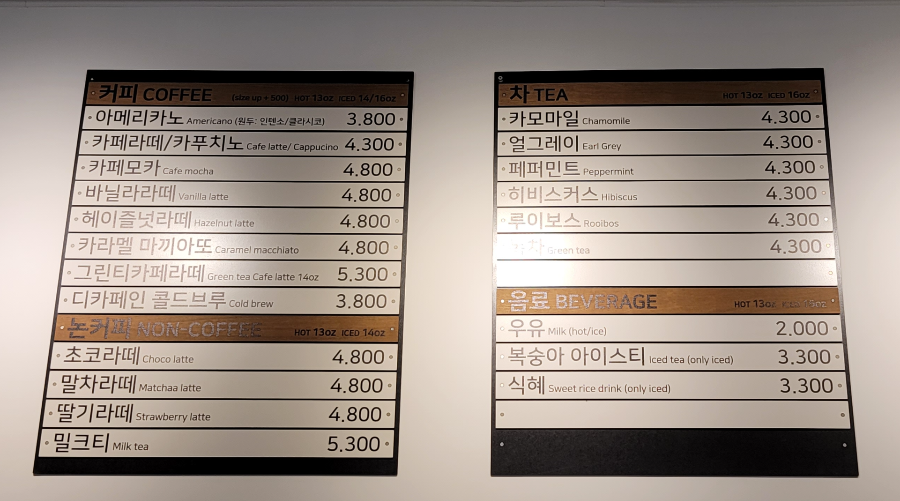 커피 COFFEE (size up + 500) HOT 13oz ICED 14/16oz
아메리카노 Americano (원두: 인텐소/클라시코) 3.800
카페라떼/카푸치노 Cafe latte/ Cappucino 4.300
카페모카 Cafe mocha 4.800
바닐라라떼 Vanilla latte 4.800
헤이즐넛라떼 Hazelnut latte 4.800
카라멜 마끼아또 Caramel macchiato 4.800
그린티카페라떼 Green tea Cafe latte 14oz 5.300
디카페인 콜드브루 Cold brew 3.800
논커피 NON-COFFEE HOT 13oz ICED 14oz
초코라떼 Choco latte 4.800
말차라떼 Matchaa latte 4.800
딸기라떼 Strawberry latte 4.800
밀크티 Milk tea 5.300
차 TEA HOT 13oz ICED 16oz
카모마일 Chamomile 4.300
얼그레이 Earl Grey 4.300
페퍼민트 Peppermint 4.300
히비스커스 Hibiscus 4.300
루이보스 Rooibos 4.300
Green tea 4.300
음료 BEVERAGE HOT 13oz ICED 16oz
우유 Milk (hot/ice) 2.000
복숭아 아이스티 Iced tea (only iced) 3.300
식혜 Sweet rice drink (only iced) 3.300